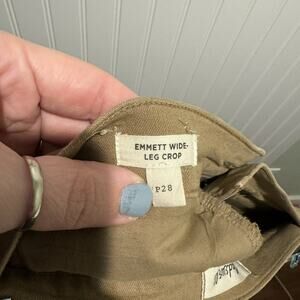 EMMETT WIDE-
LEG CROP
P28